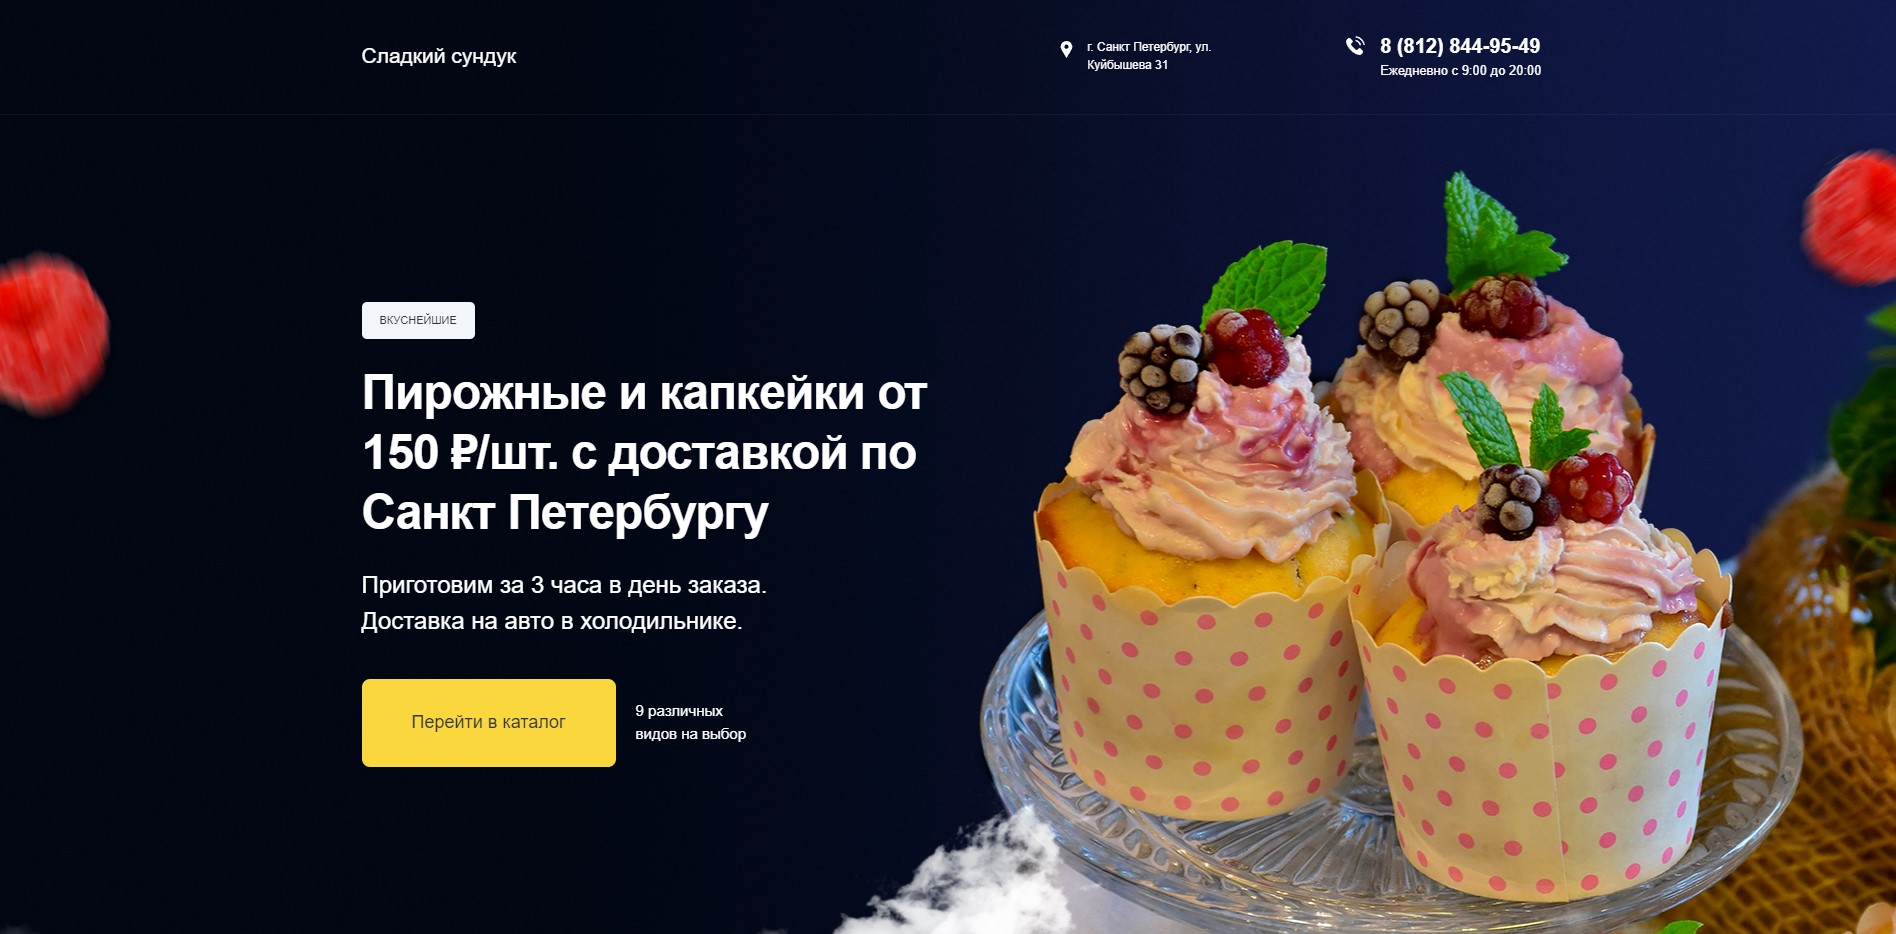 Сладкий сундук
г. Санкт Петербург, ул.
Куйбышева 31
8 (812) 844-95-49
Ежедневно с 9:00 до 20:00
ВКУСНЕЙШИЕ
Пирожные и капкейки от
150 ₽/шт. с доставкой по
Санкт Петербургу
Приготовим за 3 часа в день заказа.
Доставка на авто в холодильнике.
Перейти в каталог
9 различных
видов на выбор